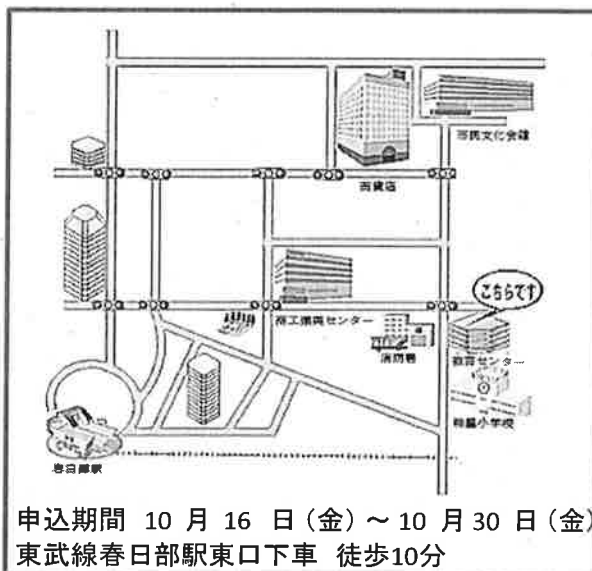 市民文化会館
百貨店
こちらです
商工振興センター
消防署
教育センター
粕壁小学校
春日部駅
申込期間 10 月 16 日（金）～ 10 月 30 日（金）
東武線春日部駅東口下車 徒歩10分